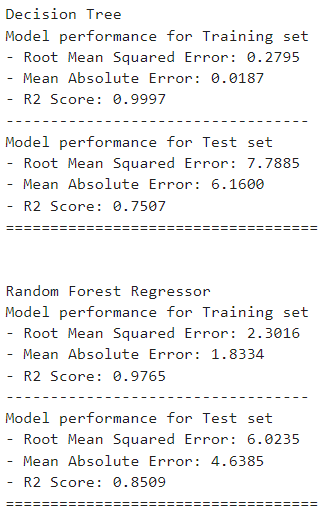 Decision Tree
Model performance for Training set
- Root Mean Squared Error: 0.2795
- Mean Absolute Error: 0.0187
- R2 Score: 0.9997
----------------------------------
Model performance for Test set
- Root Mean Squared Error: 7.7885
- Mean Absolute Error: 6.1600
- R2 Score: 0.7507
===================================
Random Forest Regressor
Model performance for Training set
- Root Mean Squared Error: 2.3016
- Mean Absolute Error: 1.8334
- R2 Score: 0.9765
----------------------------------
Model performance for Test set
- Root Mean Squared Error: 6.0235
- Mean Absolute Error: 4.6385
- R2 Score: 0.8509
===================================